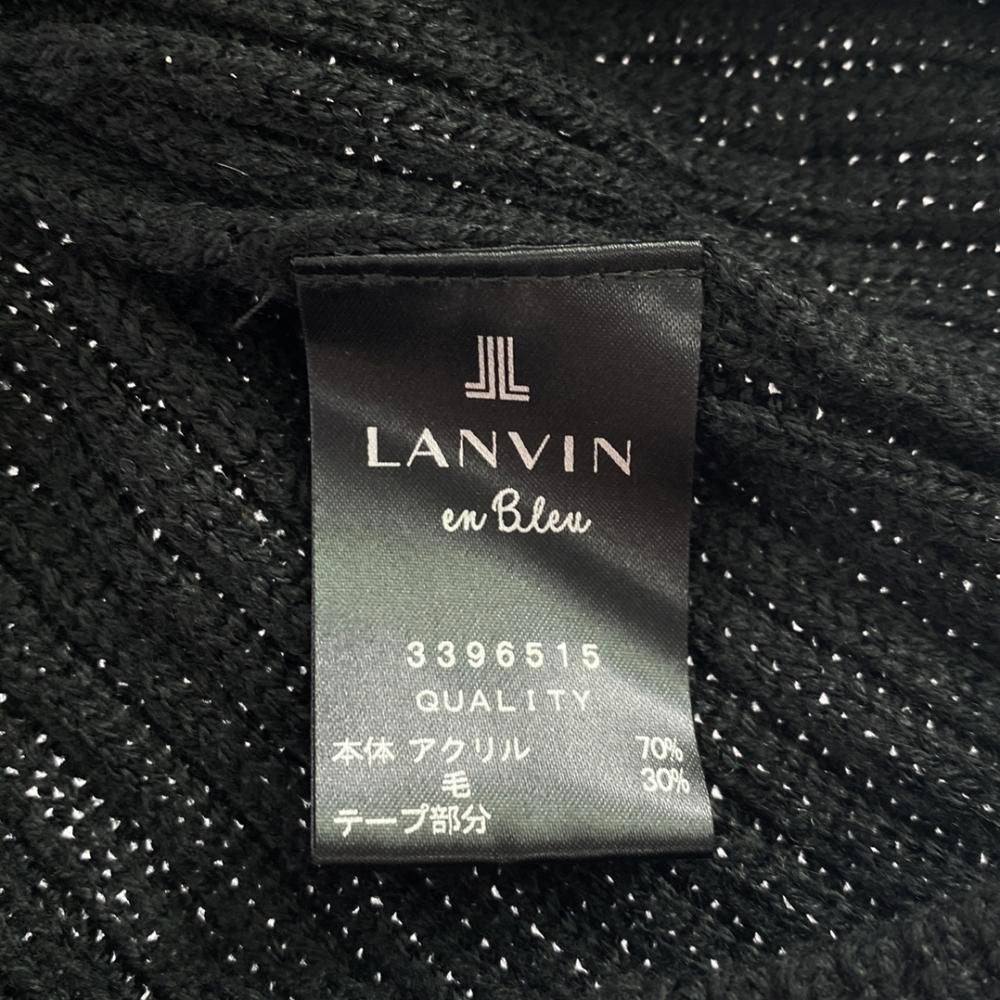 LANVIN
en Bleu
3396515
QUALITY
本体 アクリル 70%
毛 30%
テープ部分